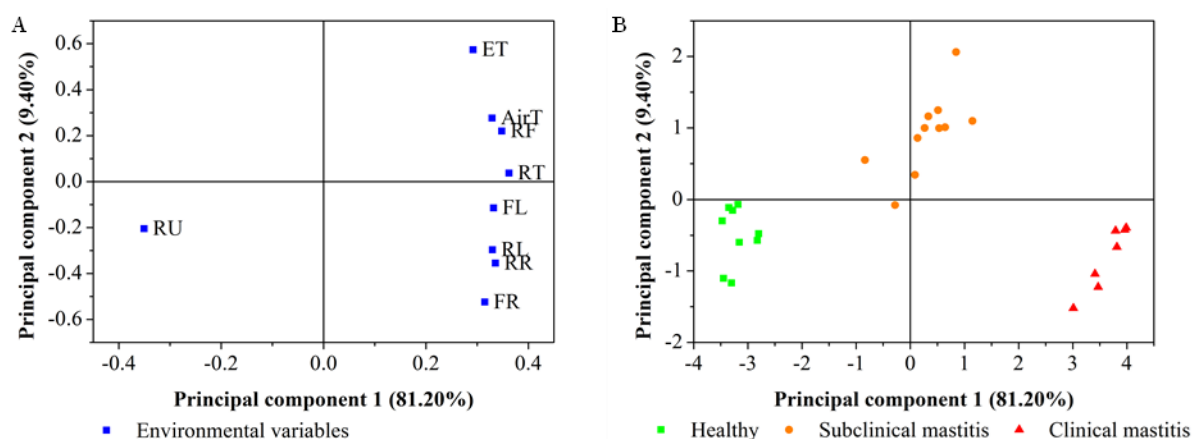 A
Principal component 2 (9.40%)
0.6
0.4
0.2
0.0
-0.2
-0.4
-0.6
ET
AirT
RF
RT
FL
RU
RL
RR
FR
-0.4
-0.2
0.0
0.2
0.4
Principal component 1 (81.20%)
Environmental variables
B
Principal component 2 (9.40%)
2
1
0
-1
-2
-4
-3
-2
-1
0
1
2
3
4
Principal component 1 (81.20%)
Healthy
Subclinical mastitis
Clinical mastitis